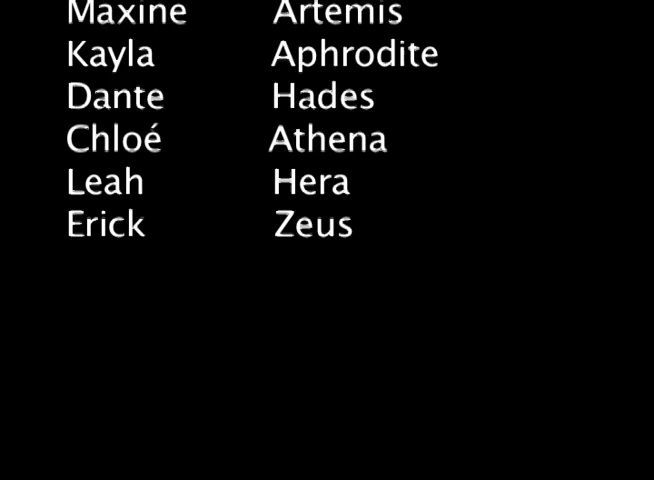 Maxine Artemis
Kayla Aphrodite
Dante Hades
Chloé Athena
Leah Hera
Erick Zeus